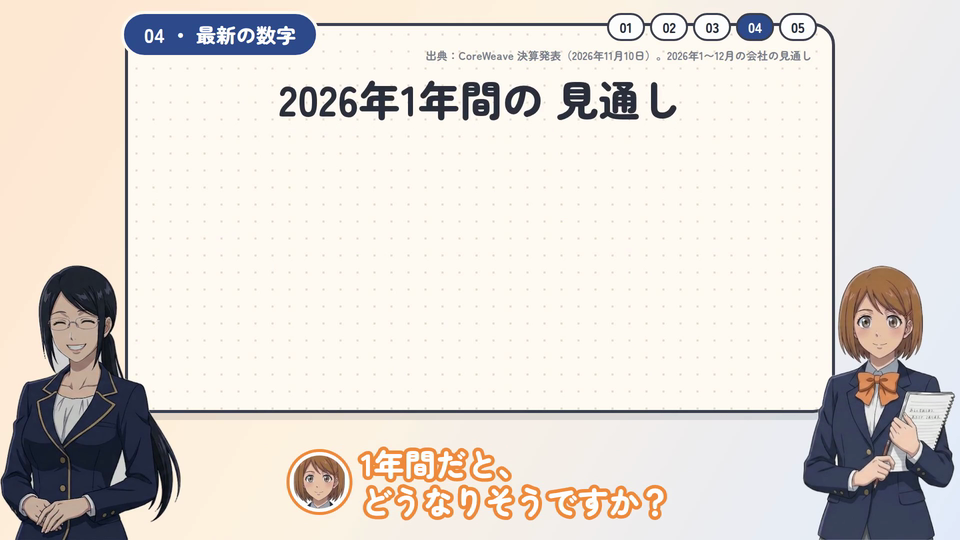 04 ・ 最新の数字
01 02 03 04 05
出典：CoreWeave 決算発表（2026年11月10日）。2026年1〜12月の会社の見通し
2026年1年間の 見通し
1年間だと、
どうなりそうですか？